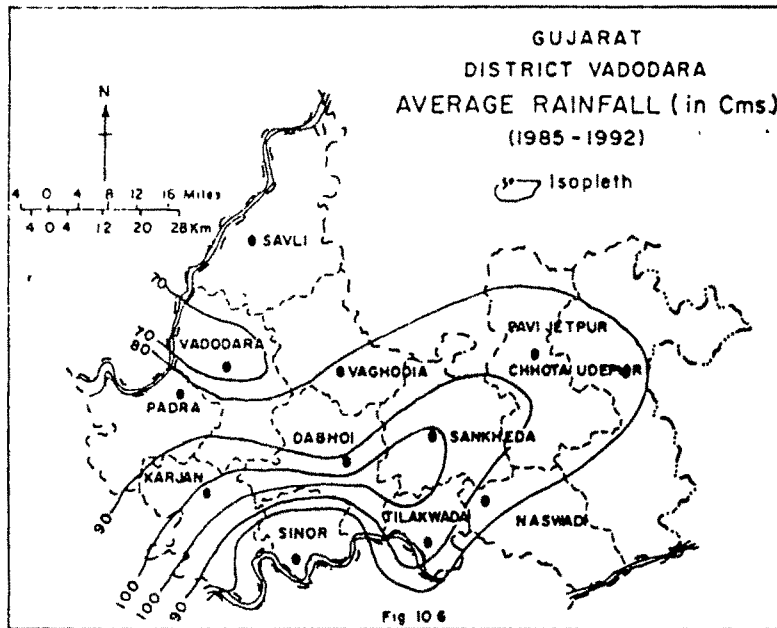 GUJARAT
DISTRICT VADODARA
AVERAGE RAINFALL (in Cms.)
(1985-1992)
Isopleth
N
4 0 4 8 12 16 Miles
4 0 4 12 20 28 Km
SAVLI
70
70
80
VADODARA
PAVI JETPUR
VAGHODIA
CHHOTA UDEPUR
PADRA
DABHOI
SANKHEDA
KARJAN
90
TILAKWADA
NASWADI
SINOR
100
100
90
Fig 10 6